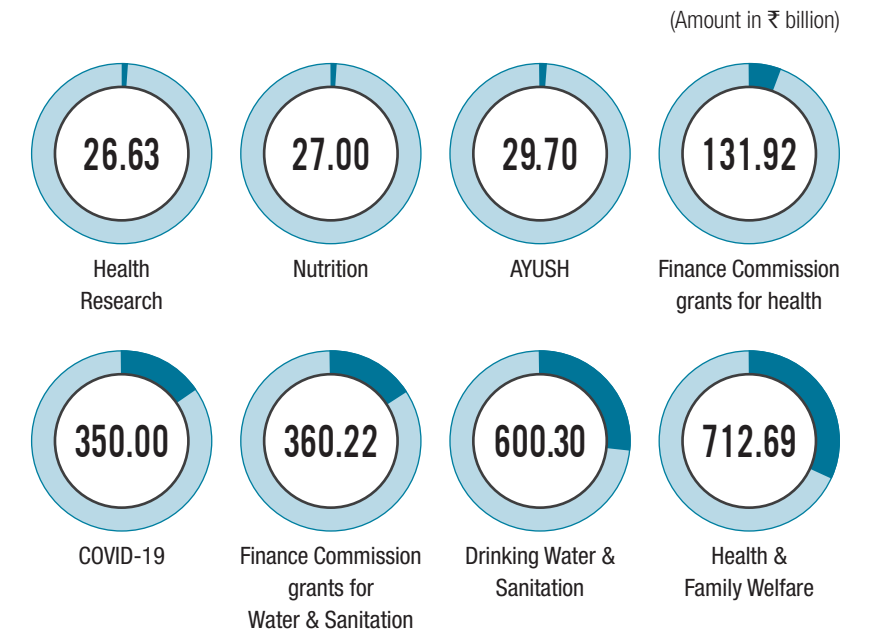 (Amount in ₹ billion)
26.63
27.00
29.70
131.92
Health
Research
Nutrition
AYUSH
Finance Commission
grants for health
350.00
360.22
600.30
712.69
COVID-19
Finance Commission
grants for
Water & Sanitation
Drinking Water &
Sanitation
Health &
Family Welfare